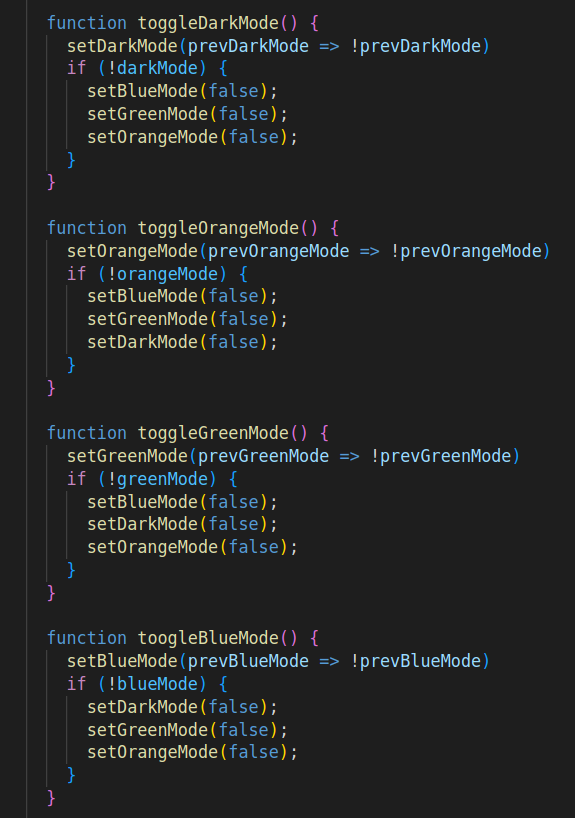 function toggleDarkMode() {
setDarkMode(prevDarkMode => !prevDarkMode)
if (!darkMode) {
setBlueMode(false);
setGreenMode(false);
setOrangeMode(false);
}
}
function toggleOrangeMode() {
setOrangeMode(prevOrangeMode => !prevOrangeMode)
if (!orangeMode) {
setBlueMode(false);
setGreenMode(false);
setDarkMode(false);
}
}
function toggleGreenMode() {
setGreenMode(prevGreenMode => !prevGreenMode)
if (!greenMode) {
setBlueMode(false);
setDarkMode(false);
setOrangeMode(false);
}
}
function toogleBlueMode() {
setBlueMode(prevBlueMode => !prevBlueMode)
if (!blueMode) {
setDarkMode(false);
setGreenMode(false);
setOrangeMode(false);
}
}